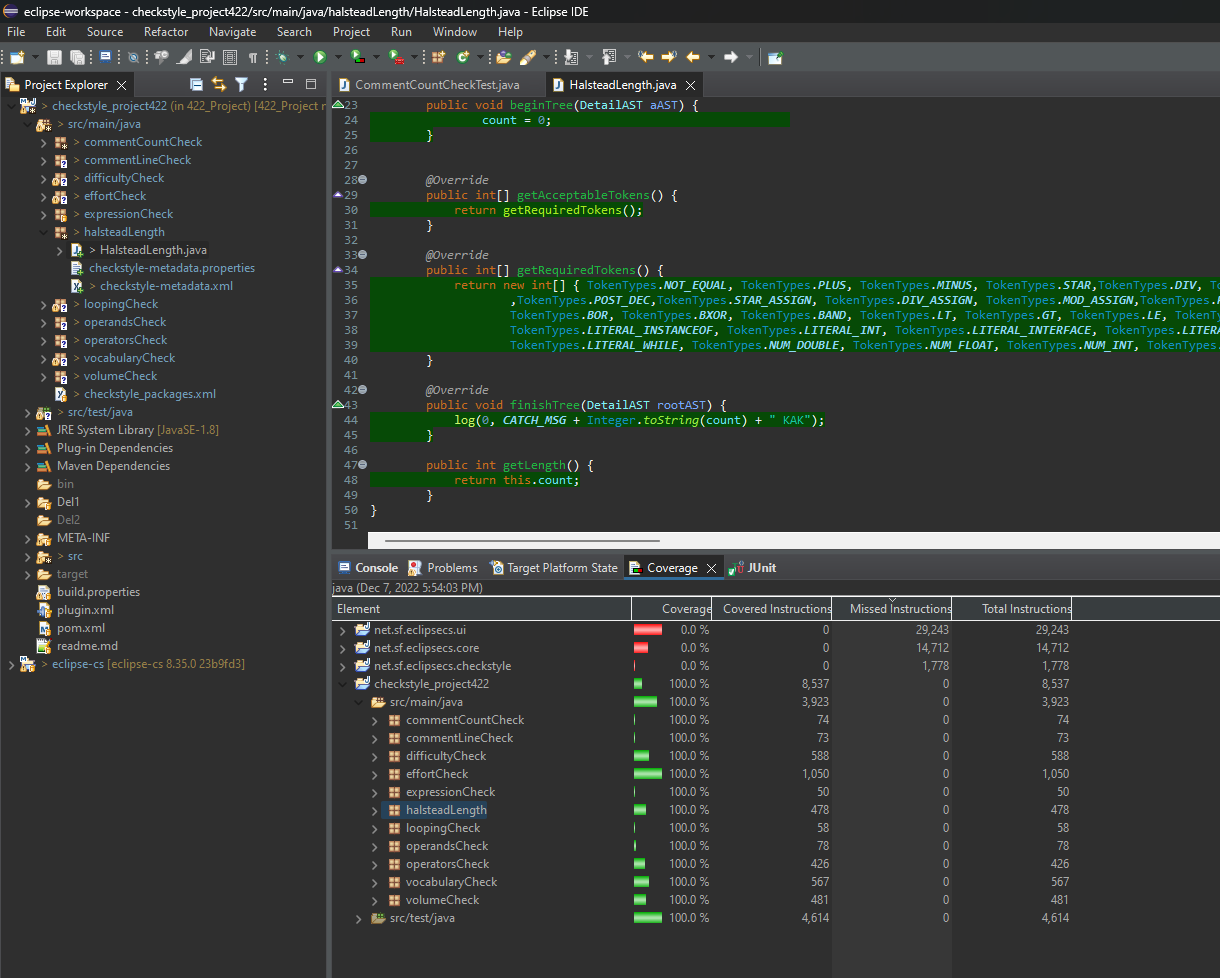 eclipse-workspace - checkstyle_project422/src/main/java/halsteadLength/HalsteadLength.java - Eclipse IDE
File Edit Source Refactor Navigate Search Project Run Window Help
Project Explorer
> checkstyle_project422 (in 422_Project) [422_Project
> src/main/java
> commentCountCheck
> commentLineCheck
> difficultyCheck
> effortCheck
> expressionCheck
> halsteadLength
> HalsteadLength.java
checkstyle-metadata.properties
> checkstyle-metadata.xml
> loopingCheck
> operandsCheck
> operatorsCheck
> vocabularyCheck
> volumeCheck
> checkstyle_packages.xml
> src/test/java
JRE System Library [JavaSE-1.8]
Plug-in Dependencies
Maven Dependencies
bin
Del1
Del2
META-INF
> src
target
build.properties
plugin.xml
pom.xml
readme.md
> eclipse-cs [eclipse-cs 8.35.0 23b9fd3]
CommentCountCheckTest.java HalsteadLength.java
23 public void beginTree(DetailAST aAST) {
24 count = 0;
25 }
26
27
28 @Override
29 public int[] getAcceptableTokens() {
30 return getRequiredTokens();
31 }
32
33 @Override
34 public int[] getRequiredTokens() {
35 return new int[] { TokenTypes.NOT_EQUAL, TokenTypes.PLUS, TokenTypes.MINUS, TokenTypes.STAR,TokenTypes.DIV,
36 ,TokenTypes.POST_DEC,TokenTypes.STAR_ASSIGN, TokenTypes.DIV_ASSIGN, TokenTypes.MOD_ASSIGN,TokenTypes.
37 TokenTypes.BOR, TokenTypes.BXOR, TokenTypes.BAND, TokenTypes.LT, TokenTypes.GT, TokenTypes.LE,
38 TokenTypes.LITERAL_INSTANCEOF, TokenTypes.LITERAL_INT, TokenTypes.LITERAL_INTERFACE, TokenTypes.
39 TokenTypes.LITERAL_WHILE, TokenTypes.NUM_DOUBLE, TokenTypes.NUM_FLOAT, TokenTypes.NUM_INT, TokenTypes.
40 }
41
42 @Override
43 public void finishTree(DetailAST rootAST) {
44 log(0, CATCH_MSG + Integer.toString(count) + " KAK");
45 }
46
47 public int getLength() {
48 return this.count;
49 }
50 }
51
Console Problems Target Platform State Coverage JUnit
java (Dec 7, 2022 5:54:03 PM)
Element Coverage Covered Instructions Missed Instructions Total Instructions
net.sf.eclipsecs.ui 0.0 % 0 29,243 29,243
net.sf.eclipsecs.core 0.0 % 0 14,712 14,712
net.sf.eclipsecs.checkstyle 0.0 % 0 1,778 1,778
checkstyle_project422 100.0 % 8,537 0 8,537
src/main/java 100.0 % 3,923 0 3,923
commentCountCheck 100.0 % 74 0 74
commentLineCheck 100.0 % 73 0 73
difficultyCheck 100.0 % 588 0 588
effortCheck 100.0 % 1,050 0 1,050
expressionCheck 100.0 % 50 0 50
halsteadLength 100.0 % 478 0 478
loopingCheck 100.0 % 58 0 58
operandsCheck 100.0 % 78 0 78
operatorsCheck 100.0 % 426 0 426
vocabularyCheck 100.0 % 567 0 567
volumeCheck 100.0 % 481 0 481
src/test/java 100.0 % 4,614 0 4,614